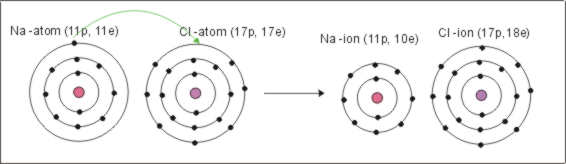 Na-atom (11p, 11e)
Cl-atom (17p, 17e)
Na-ion (11p, 10e)
Cl-ion (17p,18e)